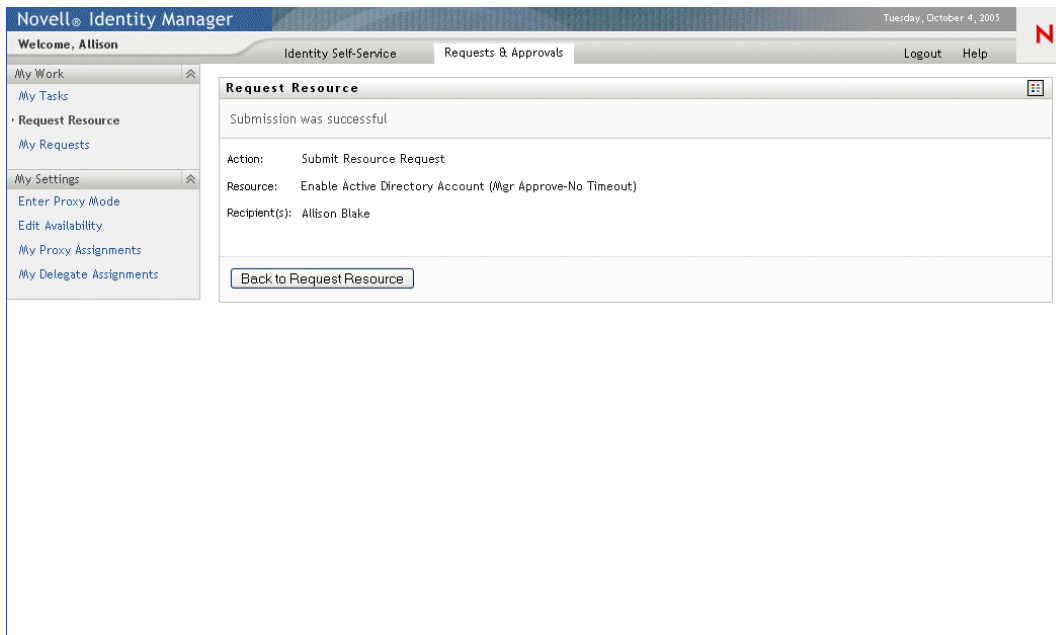 Novell® Identity Manager
Tuesday, October 4, 2005
N
Welcome, Allison
Identity Self-Service
Requests & Approvals
Logout Help
My Work
My Tasks
Request Resource
My Requests
My Settings
Enter Proxy Mode
Edit Availability
My Proxy Assignments
My Delegate Assignments
Request Resource
Submission was successful
Action: Submit Resource Request
Resource: Enable Active Directory Account (Mgr Approve-No Timeout)
Recipient(s): Allison Blake
Back to Request Resource